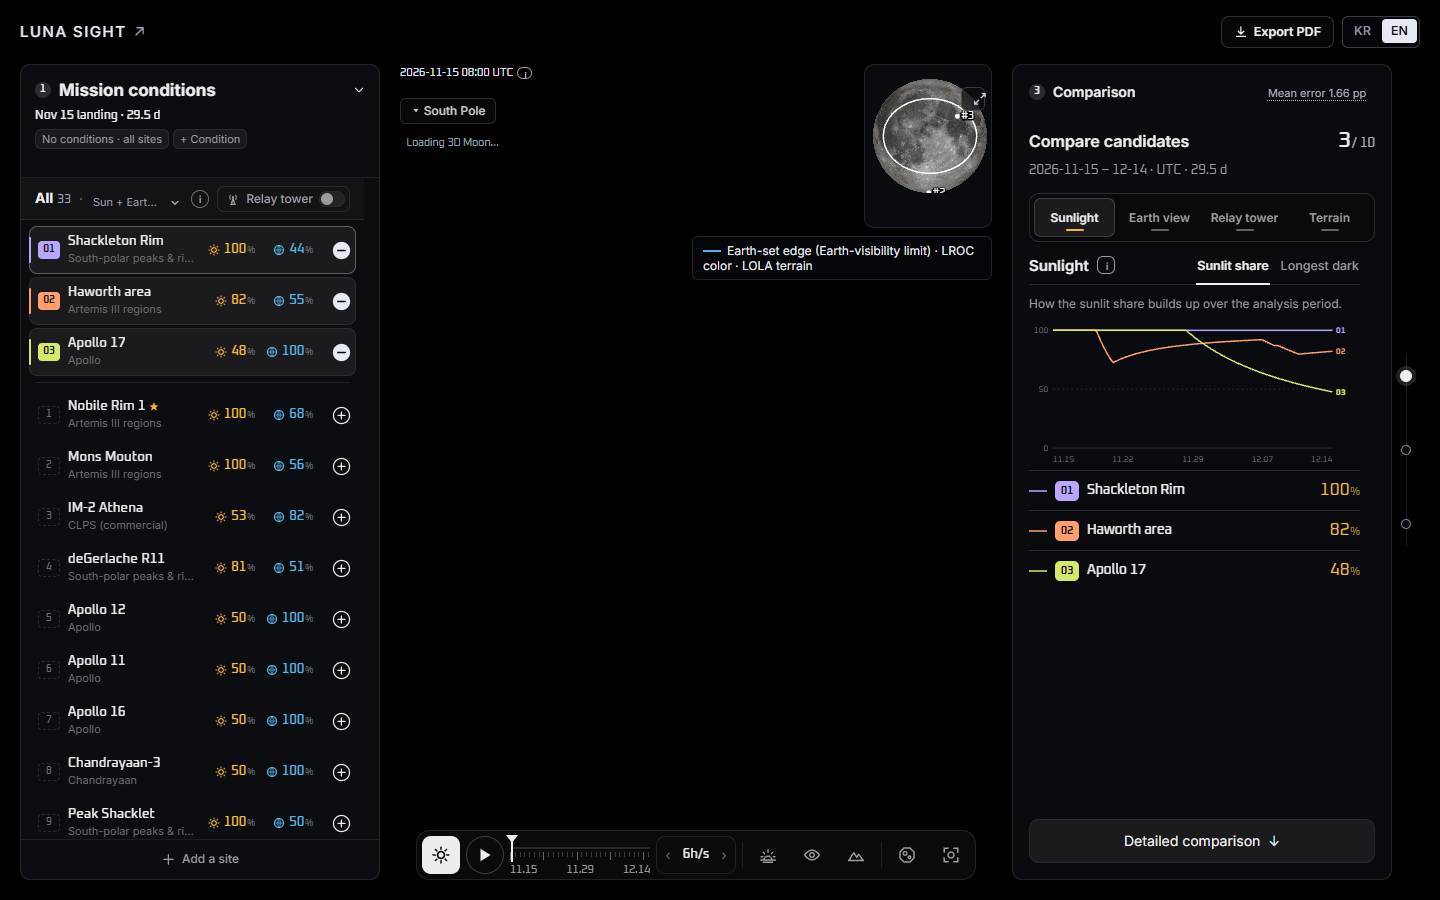 LUNA SIGHT ↗
Export PDF
KR EN
1 Mission conditions
Nov 15 landing · 29.5 d
No conditions · all sites
+ Condition
All 33 · Sun + Eart...
Relay tower
01 Shackleton Rim 100% 44%
South-polar peaks & ri...
02 Haworth area 82% 55%
Artemis III regions
03 Apollo 17 48% 100%
Apollo
1 Nobile Rim 1 ★ 100% 68%
Artemis III regions
2 Mons Mouton 100% 56%
Artemis III regions
3 IM-2 Athena 53% 82%
CLPS (commercial)
4 deGerlache R11 81% 51%
South-polar peaks & ri...
5 Apollo 12 50% 100%
Apollo
6 Apollo 11 50% 100%
Apollo
7 Apollo 16 50% 100%
Apollo
8 Chandrayaan-3 50% 100%
Chandrayaan
9 Peak Shacklet 100% 50%
South-polar peaks & ri...
+ Add a site
2026-11-15 08:00 UTC
South Pole
Loading 3D Moon...
#3
#2
Earth-set edge (Earth-visibility limit) · LROC
color · LOLA terrain
11.15 11.29 12.14
‹ 6h/s ›
3 Comparison
Mean error 1.66 pp
Compare candidates
3 / 10
2026-11-15 – 12-14 · UTC · 29.5 d
Sunlight Earth view Relay tower Terrain
Sunlight
Sunlit share Longest dark
How the sunlit share builds up over the analysis period.
100
50
0
01
02
03
11.15 11.22 11.29 12.07 12.14
01 Shackleton Rim 100%
02 Haworth area 82%
03 Apollo 17 48%
Detailed comparison ↓